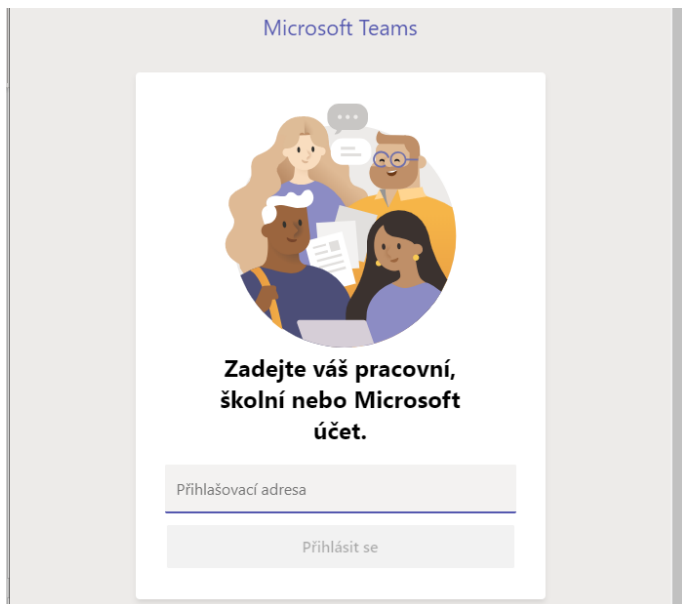 Microsoft Teams
Zadejte váš pracovní,
školní nebo Microsoft
účet.
Přihlašovací adresa
Přihlásit se